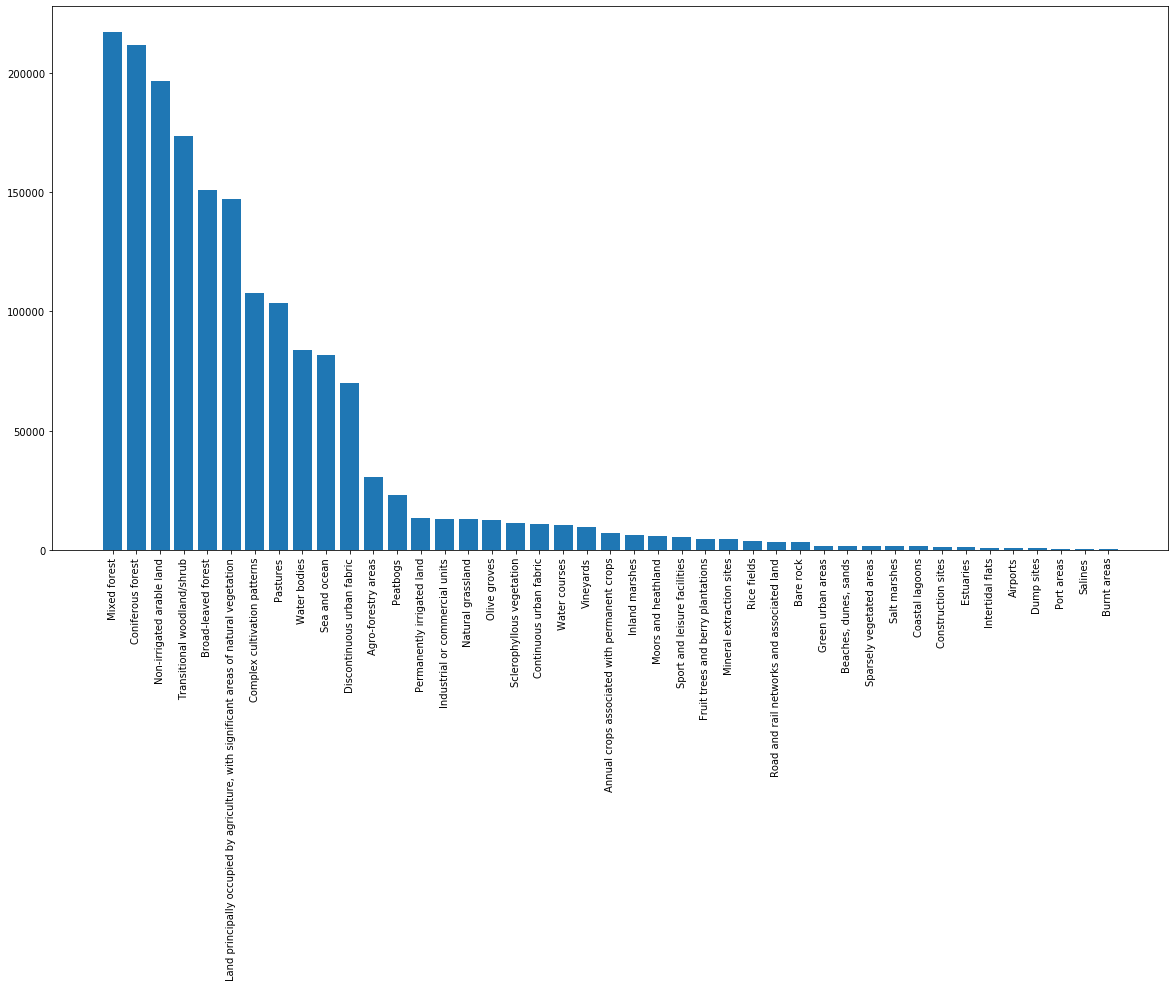 200000
150000
100000
50000
0
Mixed forest
Coniferous forest
Non-irrigated arable land
Transitional woodland/shrub
Broad-leaved forest
Land principally occupied by agriculture, with significant areas of natural vegetation
Complex cultivation patterns
Pastures
Water bodies
Sea and ocean
Discontinuous urban fabric
Agro-forestry areas
Peatbogs
Permanently irrigated land
Industrial or commercial units
Natural grassland
Olive groves
Sclerophyllous vegetation
Continuous urban fabric
Water courses
Vineyards
Annual crops associated with permanent crops
Inland marshes
Moors and heathland
Sport and leisure facilities
Fruit trees and berry plantations
Mineral extraction sites
Rice fields
Road and rail networks and associated land
Bare rock
Green urban areas
Beaches, dunes, sands
Sparsely vegetated areas
Salt marshes
Coastal lagoons
Construction sites
Estuaries
Intertidal flats
Airports
Dump sites
Port areas
Salines
Burnt areas